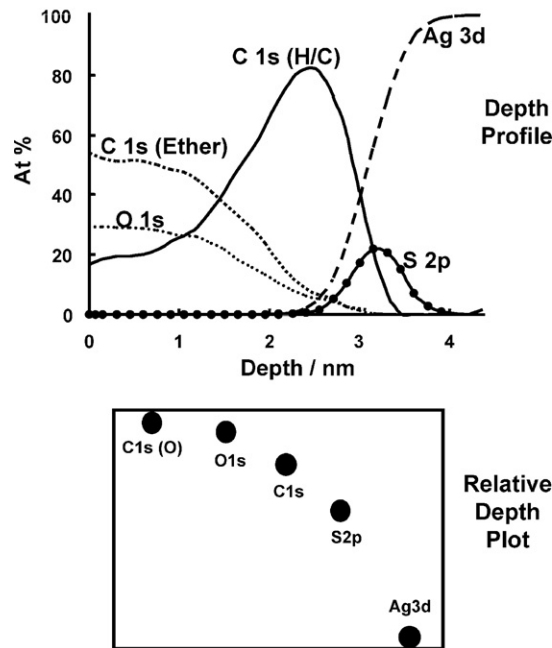 100
80
60
40
20
0
At %
C 1s (H/C)
Ag 3d
C 1s (Ether)
O 1s
S 2p
0 1 2 3 4
Depth / nm
Depth
Profile
C1s (O)
O1s
C1s
S2p
Ag3d
Relative
Depth
Plot